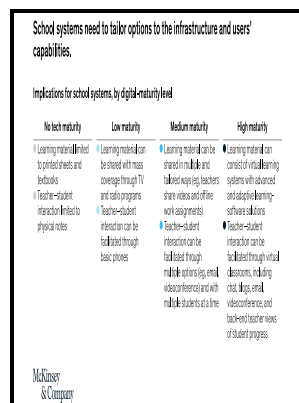 School systems need to tailor options to the infrastructure and users'
capabilities.
Implications for school systems, by digital-maturity level
No tech maturity
Learning material limited
to printed sheets and
textbooks
Teacher–student
interaction limited to
physical notes
Low maturity
Learning material can
be shared with mass
coverage through TV
and radio programs
Teacher–student
interaction can be
facilitated through
basic phones
Medium maturity
Learning material can be
shared in multiple and
tailored ways (eg, teachers
share videos and offline
work assignments)
Teacher–student
interaction can be
facilitated through
multiple options (eg, email,
videoconference) and with
multiple students at a time
High maturity
Learning material can
consist of virtual learning
systems with advanced
and adaptive learning-
software solutions
Teacher–student
interaction can be
facilitated through virtual
classrooms, including
chat, blogs, email,
videoconference, and
back-end teacher views
of student progress
McKinsey
& Company